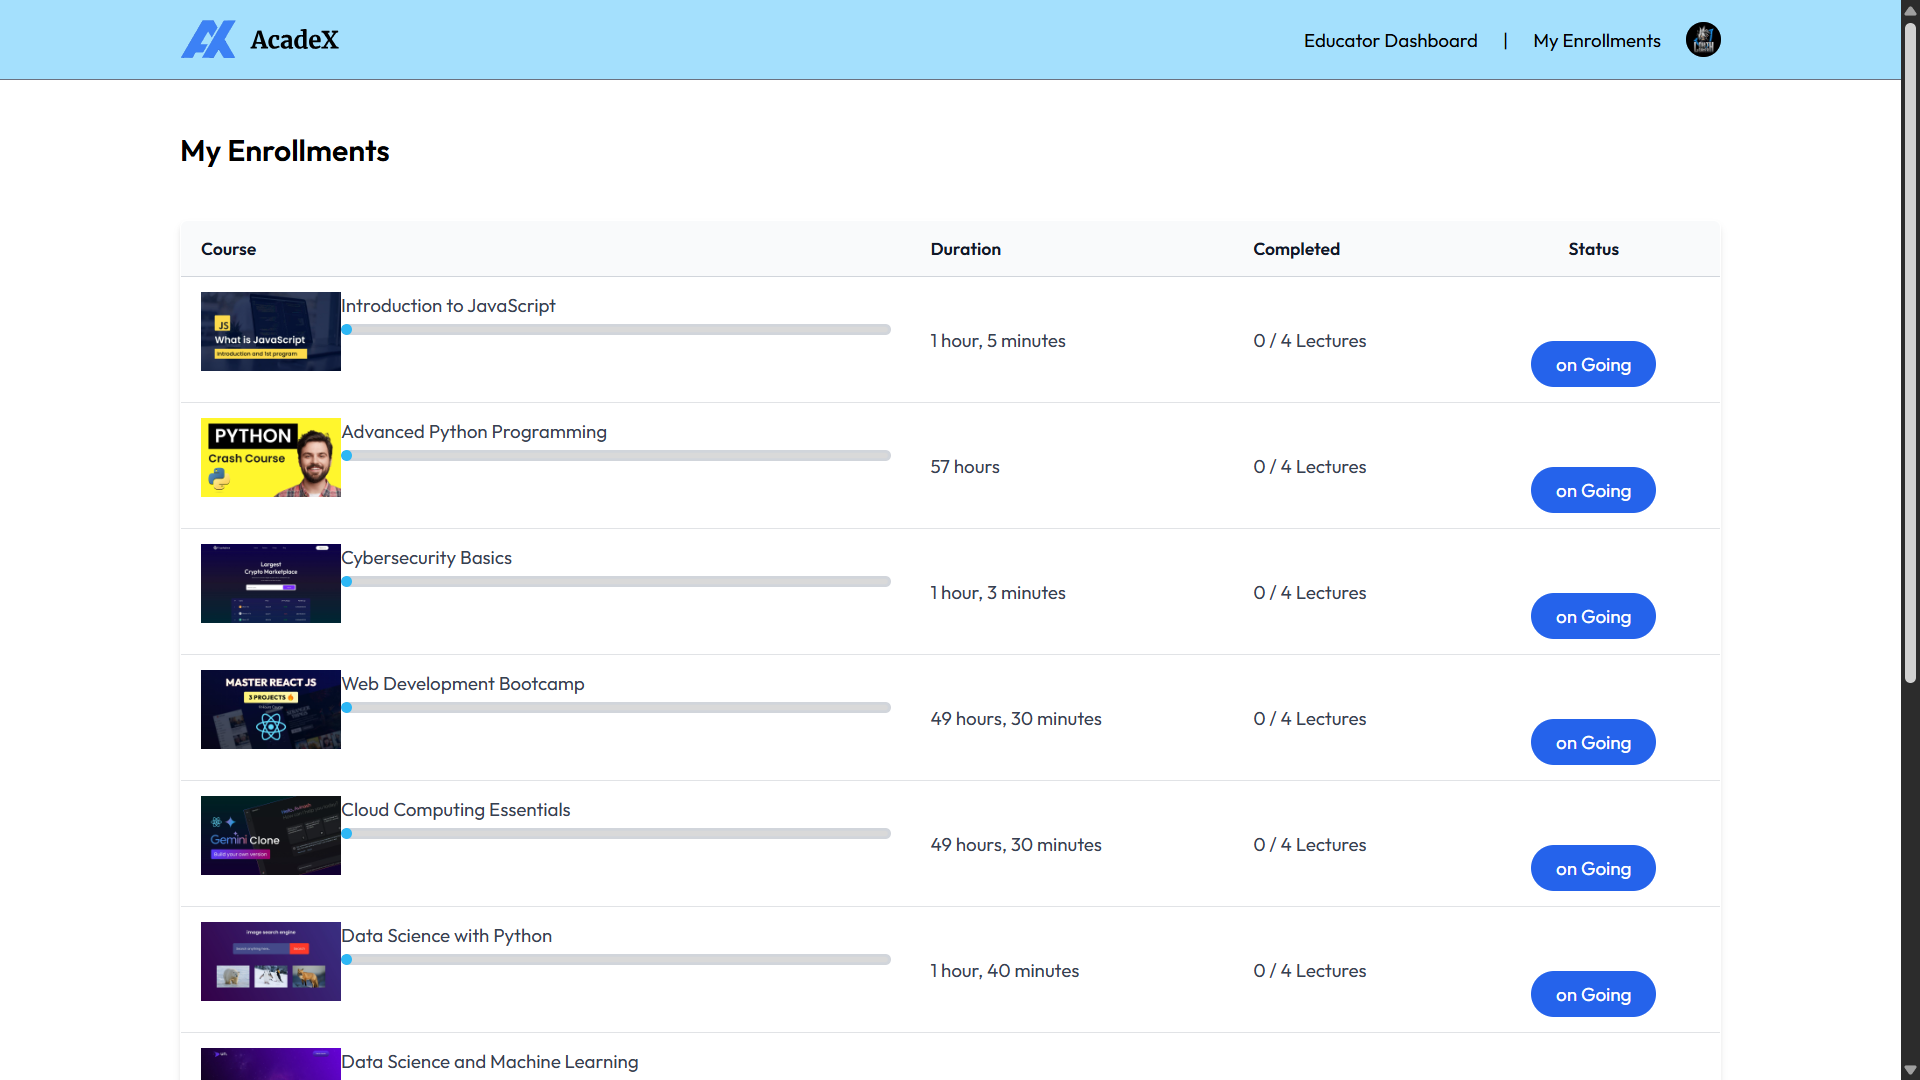 AcadeX
Educator Dashboard | My Enrollments
My Enrollments
Course Duration Completed Status
JS
What is JavaScript
Introduction and 1st program
Introduction to JavaScript
1 hour, 5 minutes
0 / 4 Lectures
on Going
PYTHON
Crash Course
Advanced Python Programming
57 hours
0 / 4 Lectures
on Going
Largest
Crypto Marketplace
Cybersecurity Basics
1 hour, 3 minutes
0 / 4 Lectures
on Going
MASTER REACT JS
3 PROJECTS
Web Development Bootcamp
49 hours, 30 minutes
0 / 4 Lectures
on Going
Gemini Clone
Build your own version
Cloud Computing Essentials
49 hours, 30 minutes
0 / 4 Lectures
on Going
Image search engine
Data Science with Python
1 hour, 40 minutes
0 / 4 Lectures
on Going
Data Science and Machine Learning